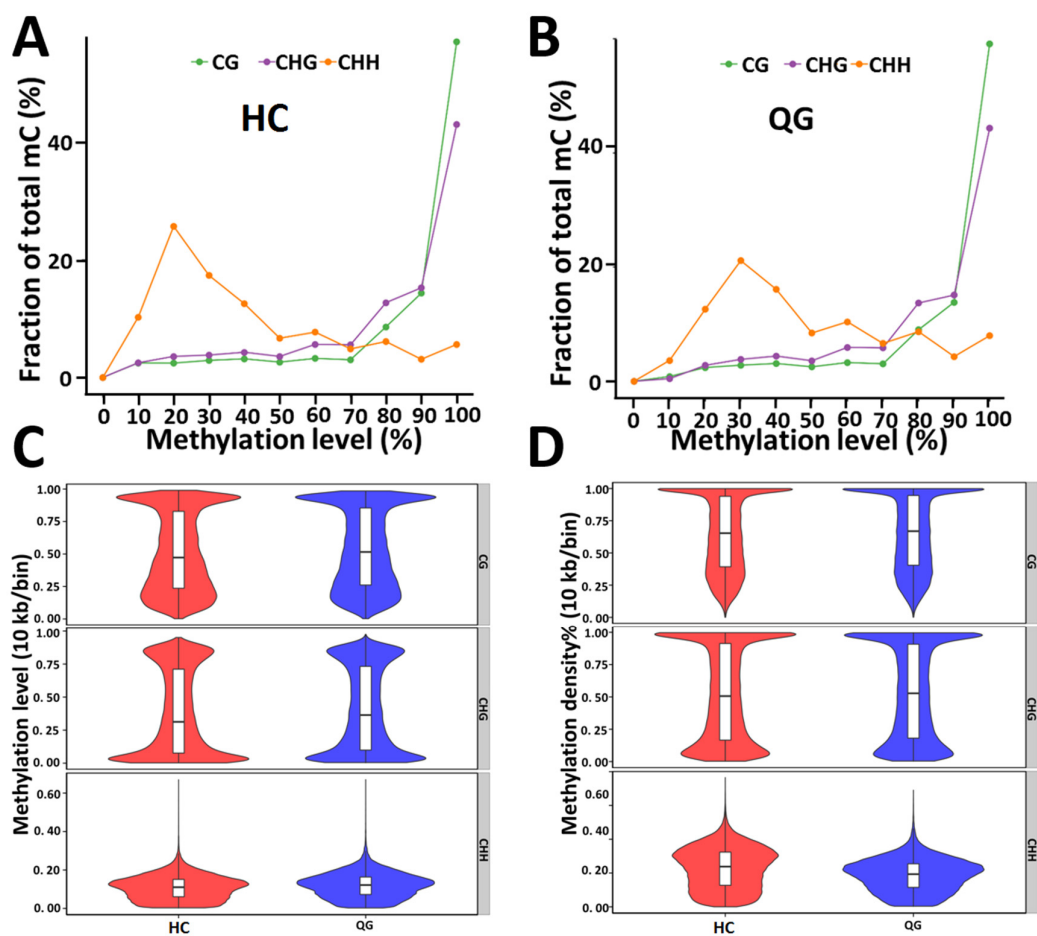 A
CG CHG CHH
HC
Fraction of total mC (%)
40
20
0
0 10 20 30 40 50 60 70 80 90 100
Methylation level (%)
B
CG CHG CHH
QG
Fraction of total mC (%)
40
20
0
0 10 20 30 40 50 60 70 80 90 100
Methylation level (%)
C
Methylation level (10 kb/bin)
1.00
0.75
0.50
0.25
0.00
CG
1.00
0.75
0.50
0.25
0.00
CHG
0.60
0.40
0.20
0.00
CHH
HC QG
D
Methylation density% (10 kb/bin)
1.00
0.75
0.50
0.25
0.00
CG
1.00
0.75
0.50
0.25
0.00
CHG
0.60
0.40
0.20
0.00
CHH
HC QG